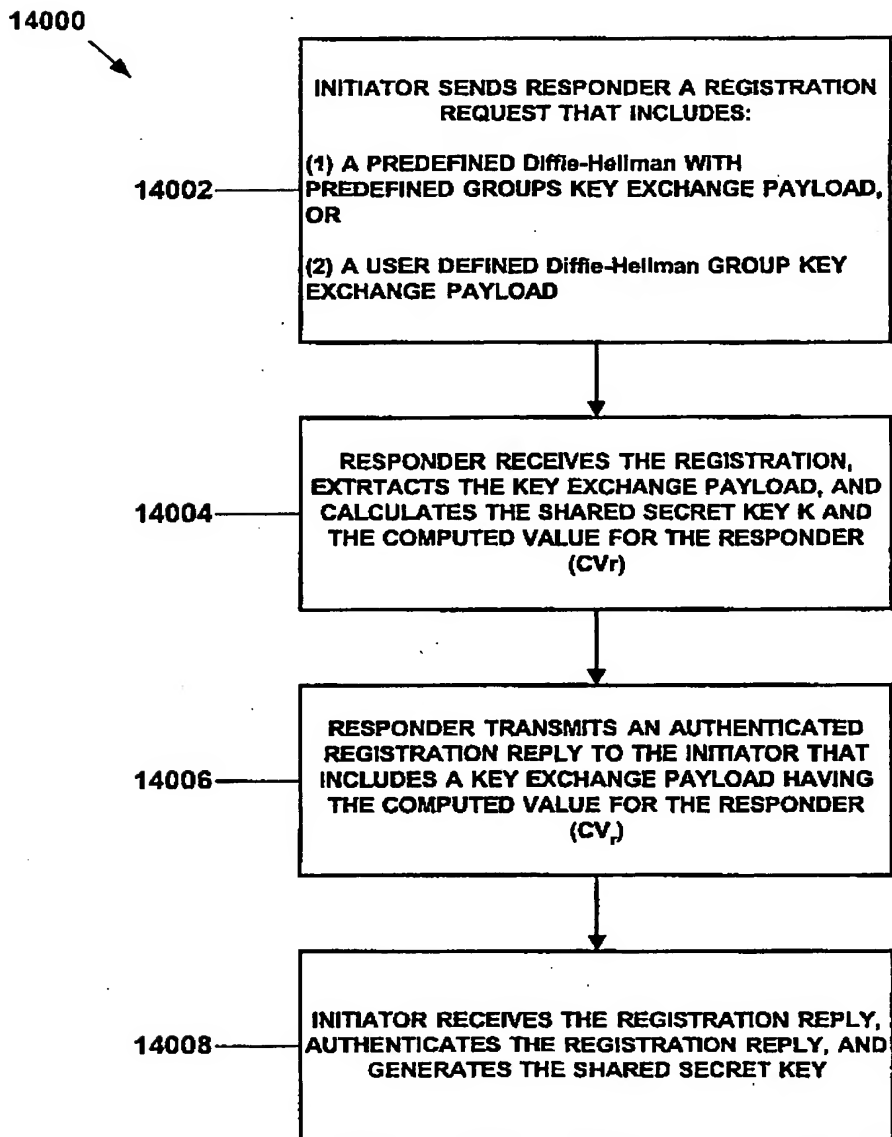 14000
INITIATOR SENDS RESPONDER A REGISTRATION
REQUEST THAT INCLUDES:
(1) A PREDEFINED Diffie-Hellman WITH
PREDEFINED GROUPS KEY EXCHANGE PAYLOAD,
OR
(2) A USER DEFINED Diffie-Hellman GROUP KEY
EXCHANGE PAYLOAD
14002
RESPONDER RECEIVES THE REGISTRATION,
EXTRTACTS THE KEY EXCHANGE PAYLOAD, AND
CALCULATES THE SHARED SECRET KEY K AND
THE COMPUTED VALUE FOR THE RESPONDER
(CVr)
14004
RESPONDER TRANSMITS AN AUTHENTICATED
REGISTRATION REPLY TO THE INITIATOR THAT
INCLUDES A KEY EXCHANGE PAYLOAD HAVING
THE COMPUTED VALUE FOR THE RESPONDER
(CVr)
14006
INITIATOR RECEIVES THE REGISTRATION REPLY,
AUTHENTICATES THE REGISTRATION REPLY, AND
GENERATES THE SHARED SECRET KEY
14008